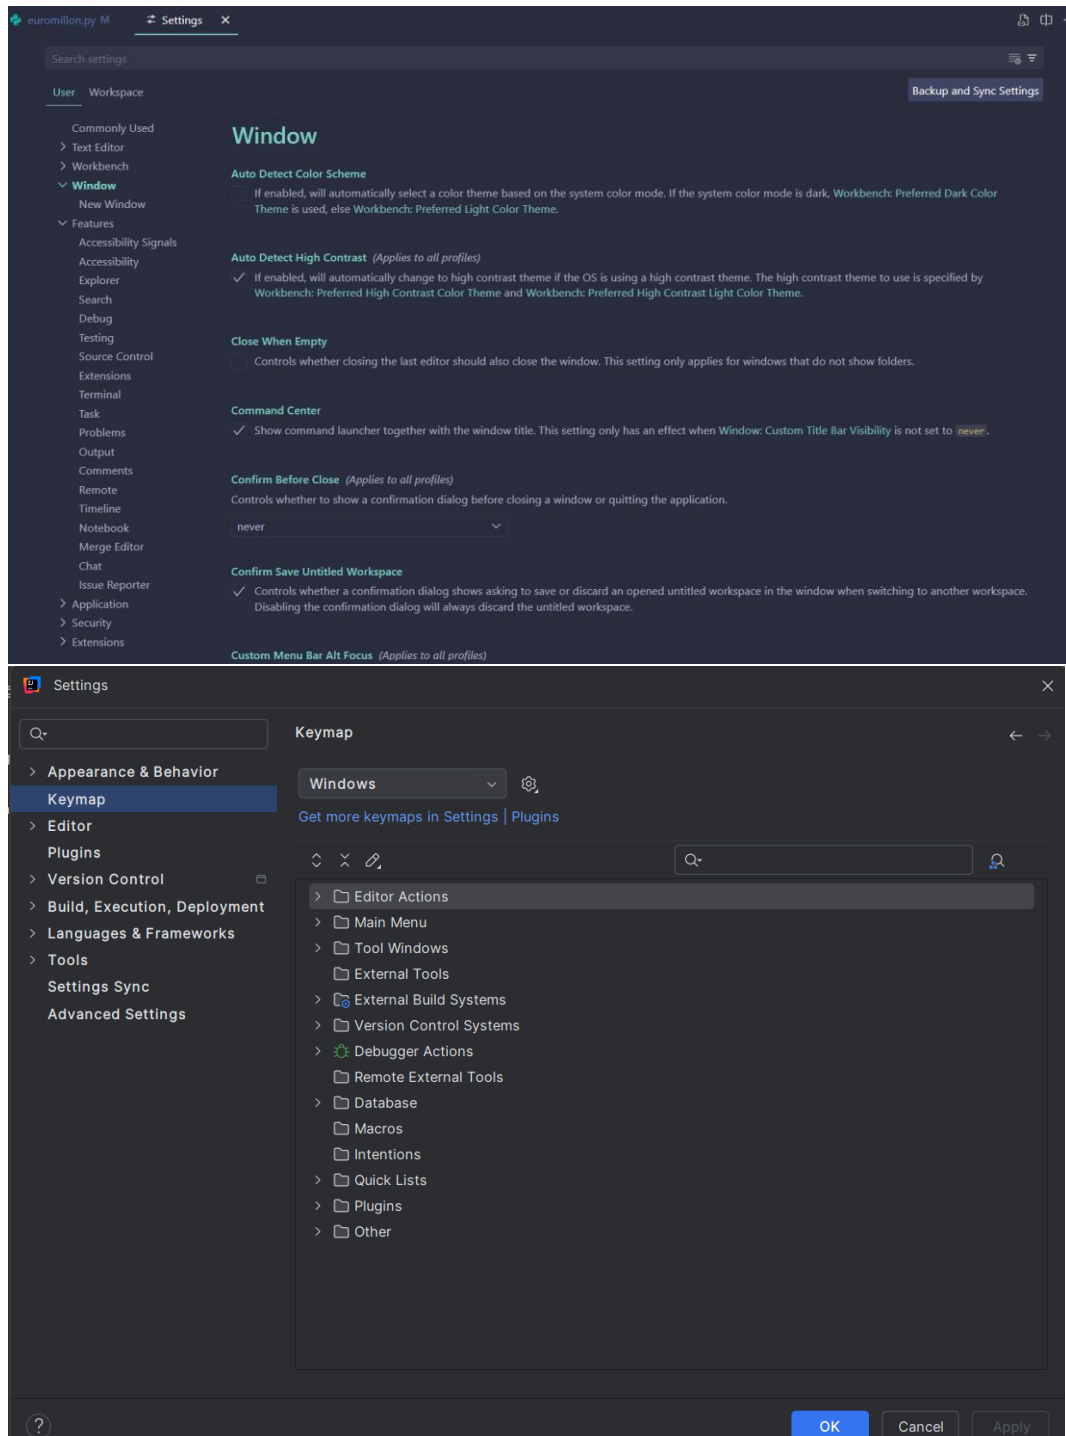 euromillon.py M
Settings
Search settings
User
Workspace
Backup and Sync Settings
Commonly Used
Text Editor
Workbench
Window
New Window
Features
Accessibility Signals
Accessibility
Explorer
Search
Debug
Testing
Source Control
Extensions
Terminal
Task
Problems
Output
Comments
Remote
Timeline
Notebook
Merge Editor
Chat
Issue Reporter
Application
Security
Extensions
Window
Auto Detect Color Scheme
If enabled, will automatically select a color theme based on the system color mode. If the system color mode is dark, Workbench: Preferred Dark Color
Theme is used, else Workbench: Preferred Light Color Theme.
Auto Detect High Contrast (Applies to all profiles)
If enabled, will automatically change to high contrast theme if the OS is using a high contrast theme. The high contrast theme to use is specified by
Workbench: Preferred High Contrast Color Theme and Workbench: Preferred High Contrast Light Color Theme.
Close When Empty
Controls whether closing the last editor should also close the window. This setting only applies for windows that do not show folders.
Command Center
Show command launcher together with the window title. This setting only has an effect when Window: Custom Title Bar Visibility is not set to never.
Confirm Before Close (Applies to all profiles)
Controls whether to show a confirmation dialog before closing a window or quitting the application.
never
Confirm Save Untitled Workspace
Controls whether a confirmation dialog shows asking to save or discard an opened untitled workspace in the window when switching to another workspace.
Disabling the confirmation dialog will always discard the untitled workspace.
Custom Menu Bar Alt Focus (Applies to all profiles)
Settings
Appearance & Behavior
Keymap
Editor
Plugins
Version Control
Build, Execution, Deployment
Languages & Frameworks
Tools
Settings Sync
Advanced Settings
Keymap
Windows
Get more keymaps in Settings | Plugins
Editor Actions
Main Menu
Tool Windows
External Tools
External Build Systems
Version Control Systems
Debugger Actions
Remote External Tools
Database
Macros
Intentions
Quick Lists
Plugins
Other
?
OK
Cancel
Apply